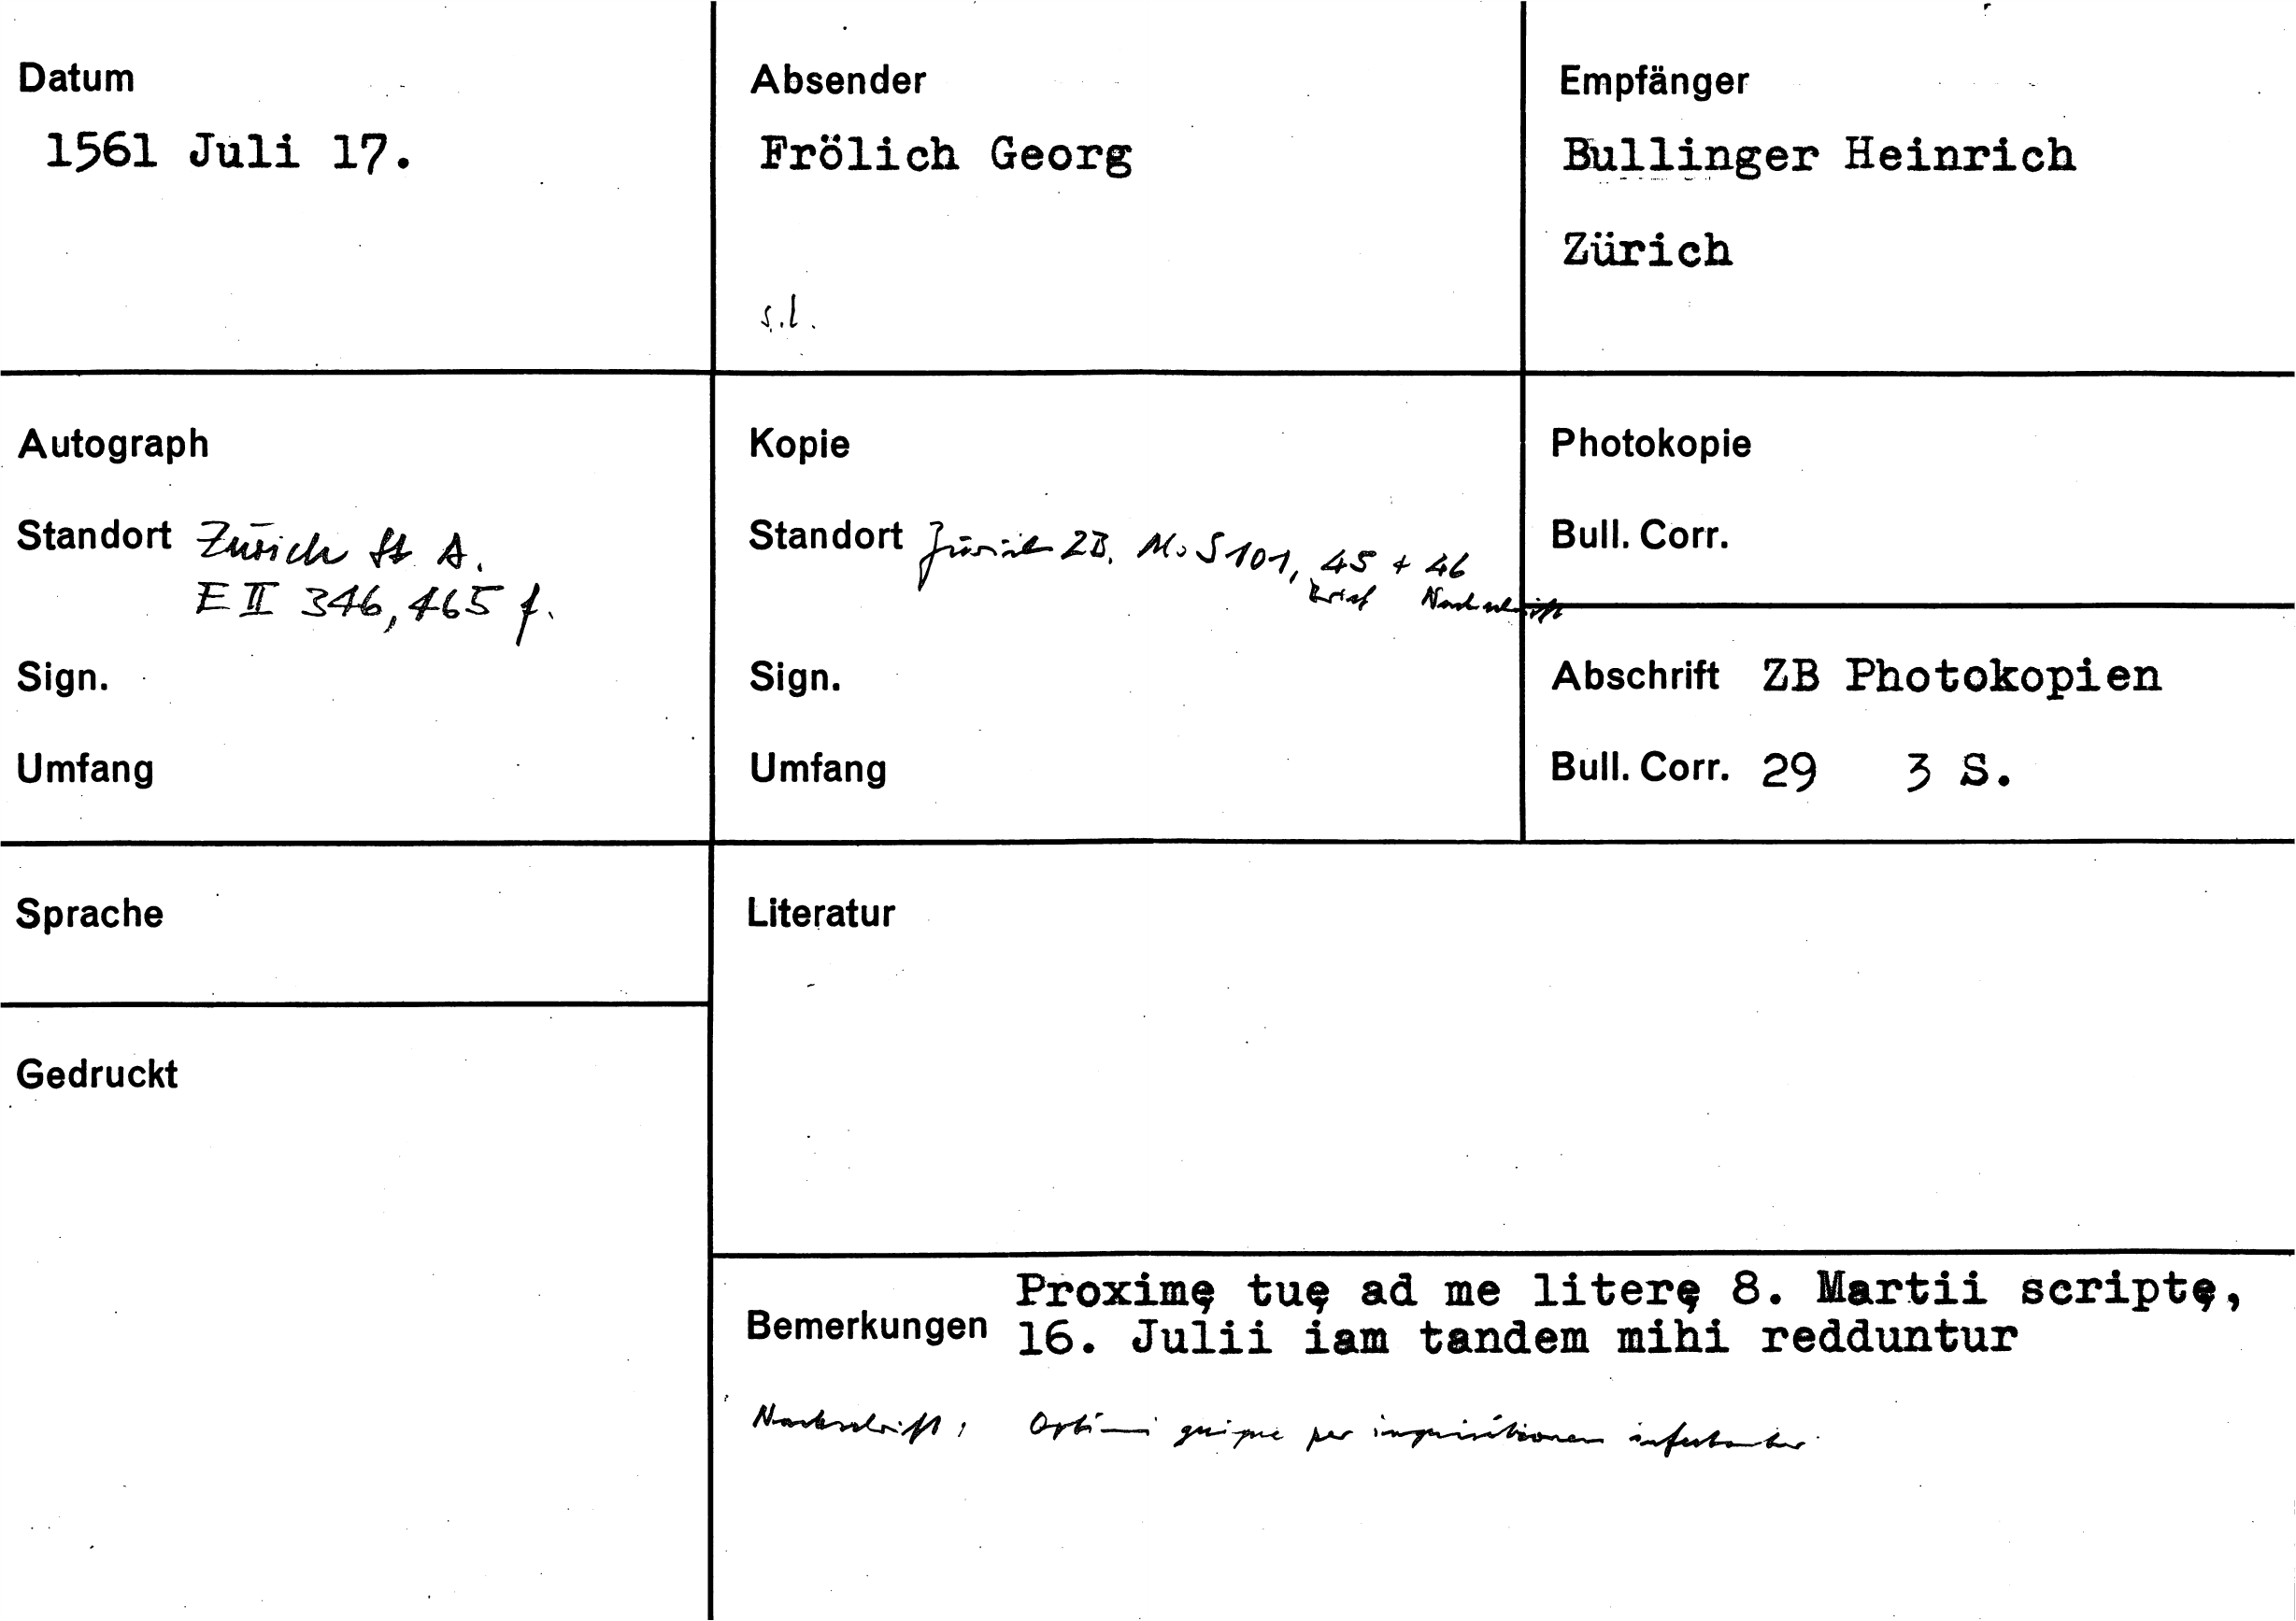 Datum
1561 Juli 17.
Absender
Frölich Georg
s.l.
Empfänger
Bullinger Heinrich
Zürich
Autograph
Standort Zürich St. A.
E II 346, 465 f.
Sign.
Umfang
Kopie
Standort Zürich ZB. Ms S 101, 45 + 46
Brief Nachschrift
Sign.
Umfang
Photokopie
Bull. Corr.
Abschrift ZB Photokopien
Bull. Corr. 29 3 S.
Sprache
Gedruckt
Literatur
Bemerkungen
Proximę tuę ad me literę 8. Martii scriptę,
16. Julii iam tandem mihi redduntur
Nachschrift: Optimi quique per inquisitionem infestantur